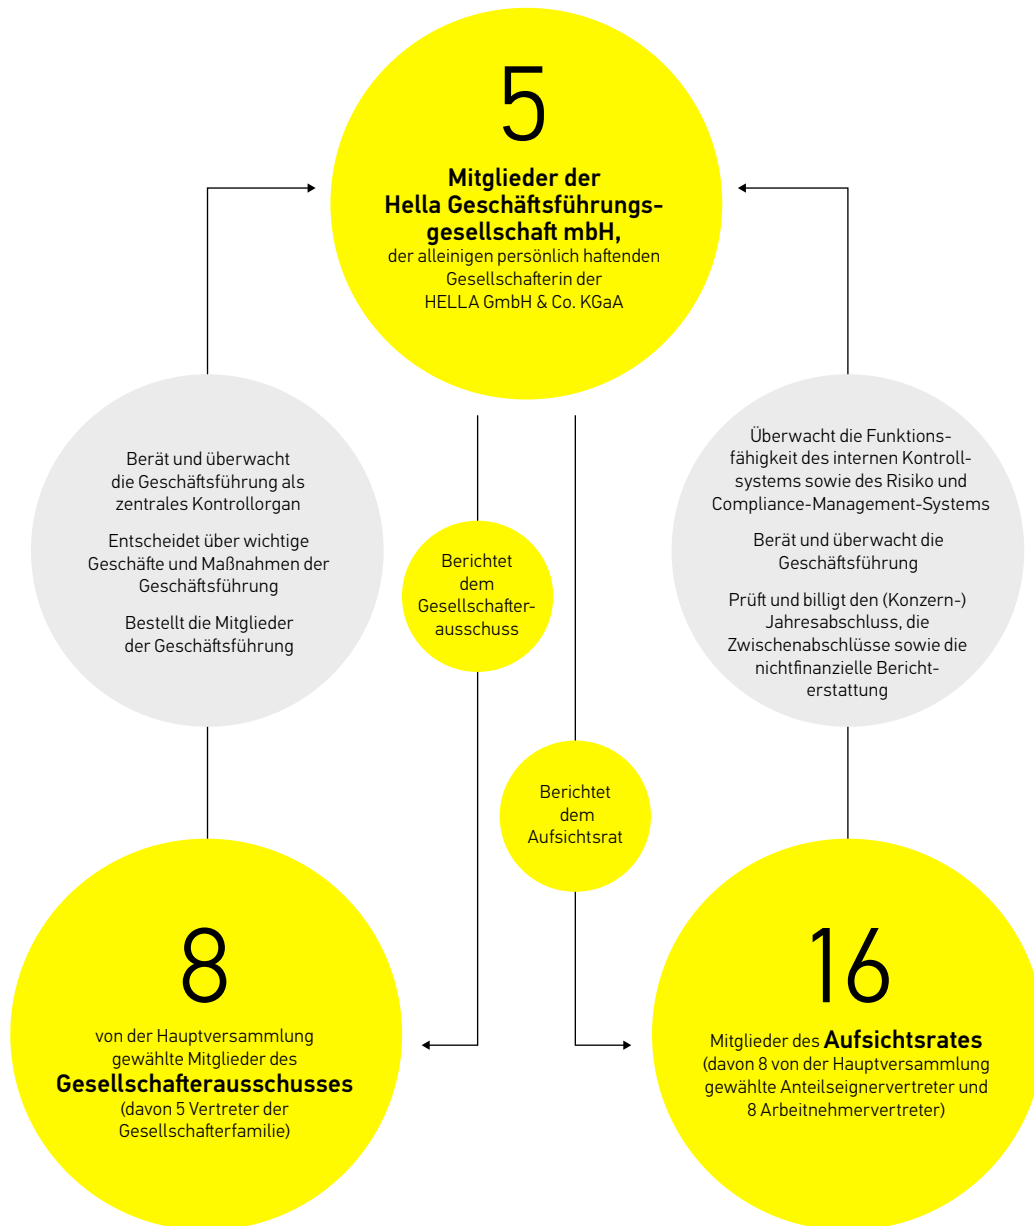 5
Mitglieder der
Hella Geschäftsführungs-
gesellschaft mbH,
der alleinigen persönlich haftenden
Gesellschafterin der
HELLA GmbH & Co. KGaA
Berät und überwacht
die Geschäftsführung als
zentrales Kontrollorgan
Entscheidet über wichtige
Geschäfte und Maßnahmen der
Geschäftsführung
Bestellt die Mitglieder
der Geschäftsführung
Berichtet
dem
Gesellschafter-
ausschuss
Überwacht die Funktions-
fähigkeit des internen Kontroll-
systems sowie des Risiko und
Compliance-Management-Systems
Berät und überwacht die
Geschäftsführung
Prüft und billigt den (Konzern-)
Jahresabschluss, die
Zwischenabschlüsse sowie die
nichtfinanzielle Bericht-
erstattung
Berichtet
dem
Aufsichtsrat
8
von der Hauptversammlung
gewählte Mitglieder des
Gesellschafterausschusses
(davon 5 Vertreter der
Gesellschafterfamilie)
16
Mitglieder des Aufsichtsrates
(davon 8 von der Hauptversammlung
gewählte Anteilseignervertreter und
8 Arbeitnehmervertreter)